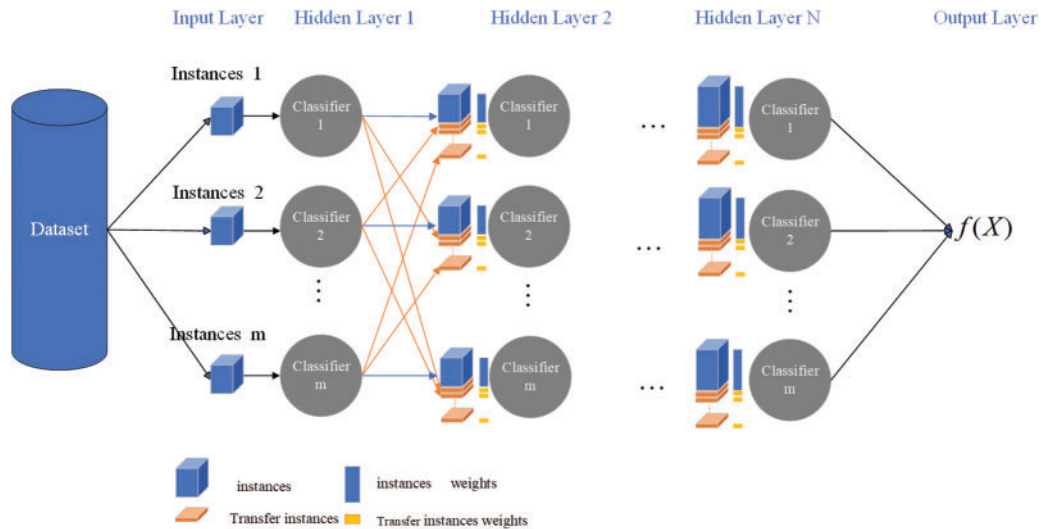 Input Layer Hidden Layer 1 Hidden Layer 2 Hidden Layer N Output Layer
Instances 1
Classifier 1
Classifier 1
...
Classifier 1
Dataset
Instances 2
Classifier 2
Classifier 2
...
Classifier 2
f(X)
⋮
⋮
⋮
Instances m
Classifier m
Classifier m
...
Classifier m
instances
instances weights
Transfer instances
Transfer instances weights